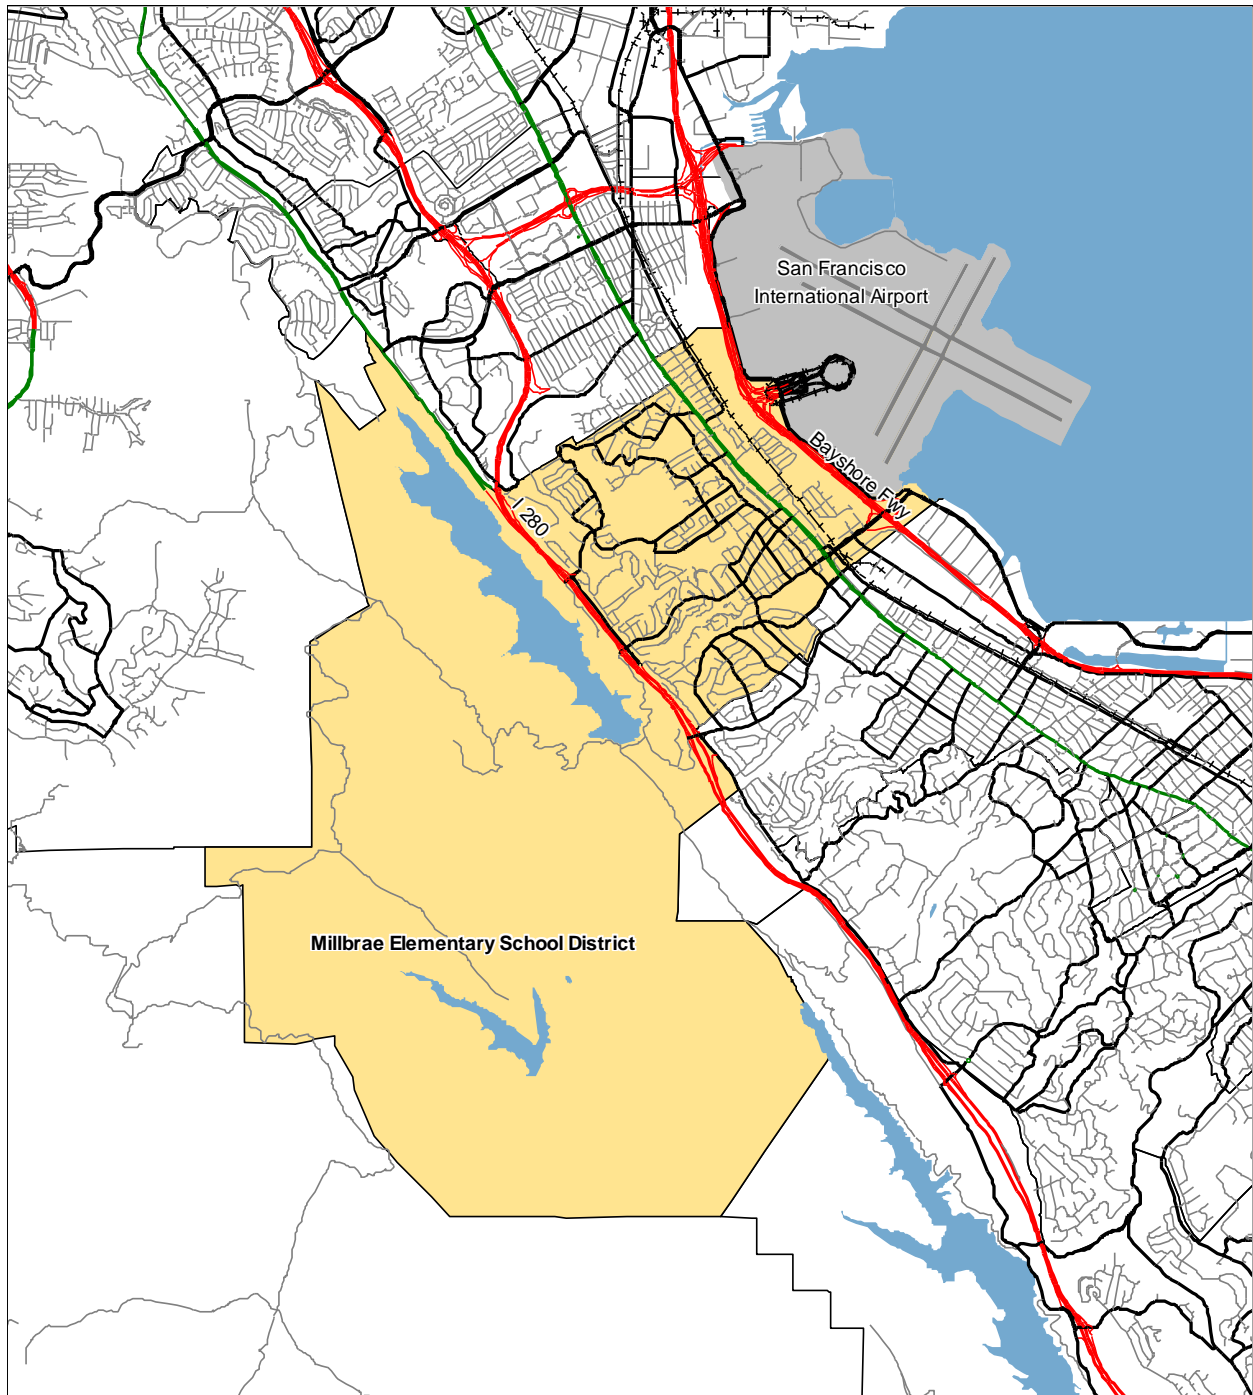 San Francisco
International Airport
Bayshore Fwy
I 280
Millbrae Elementary School District